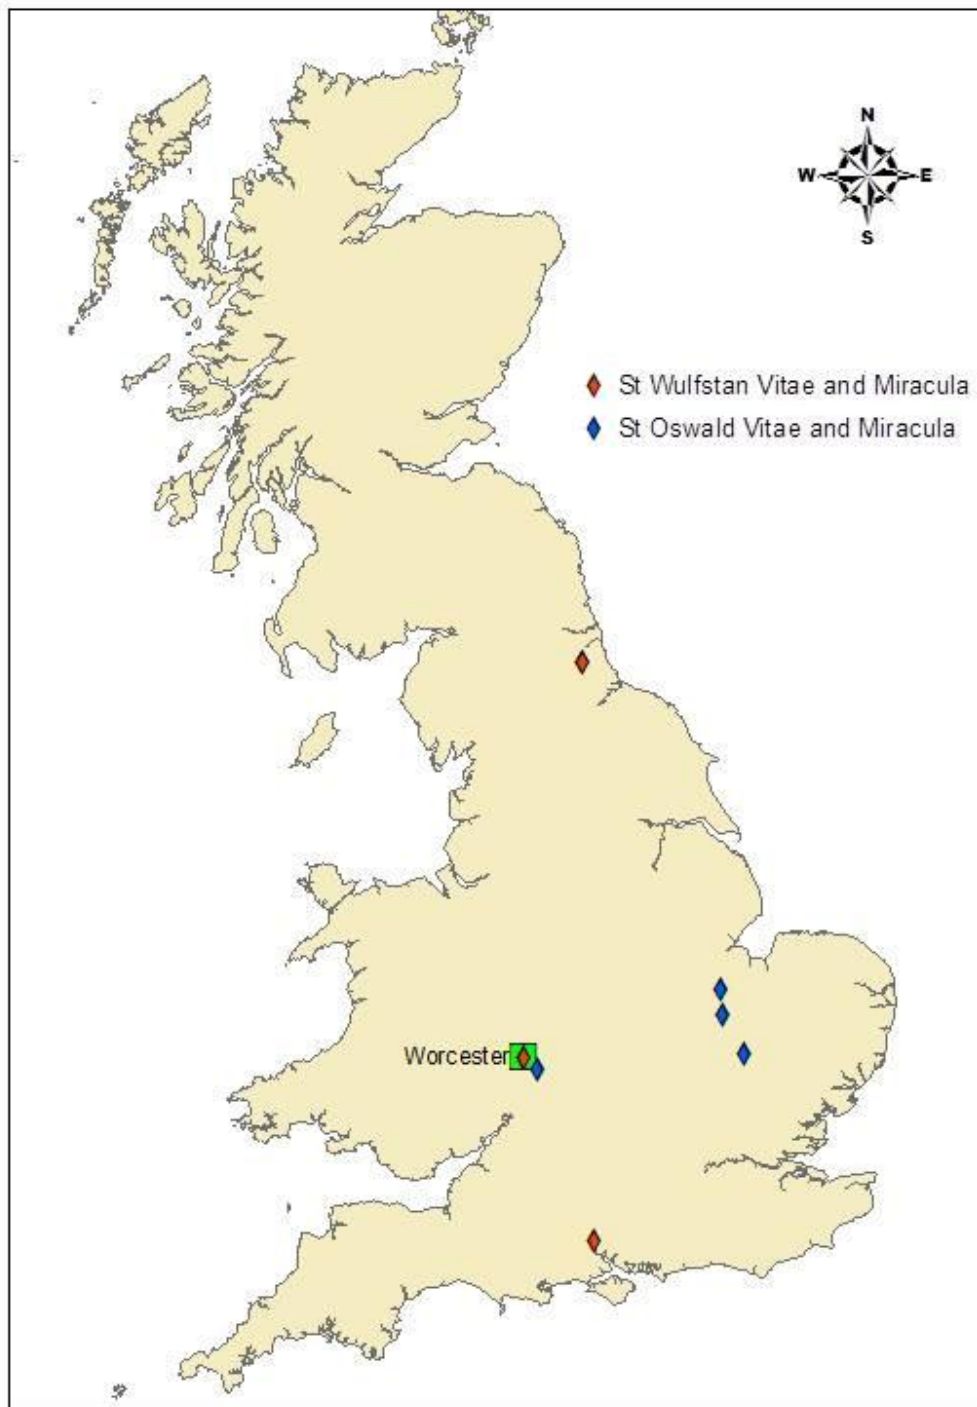 N
W E
S
St Wulfstan Vitae and Miracula
St Oswald Vitae and Miracula
Worcester